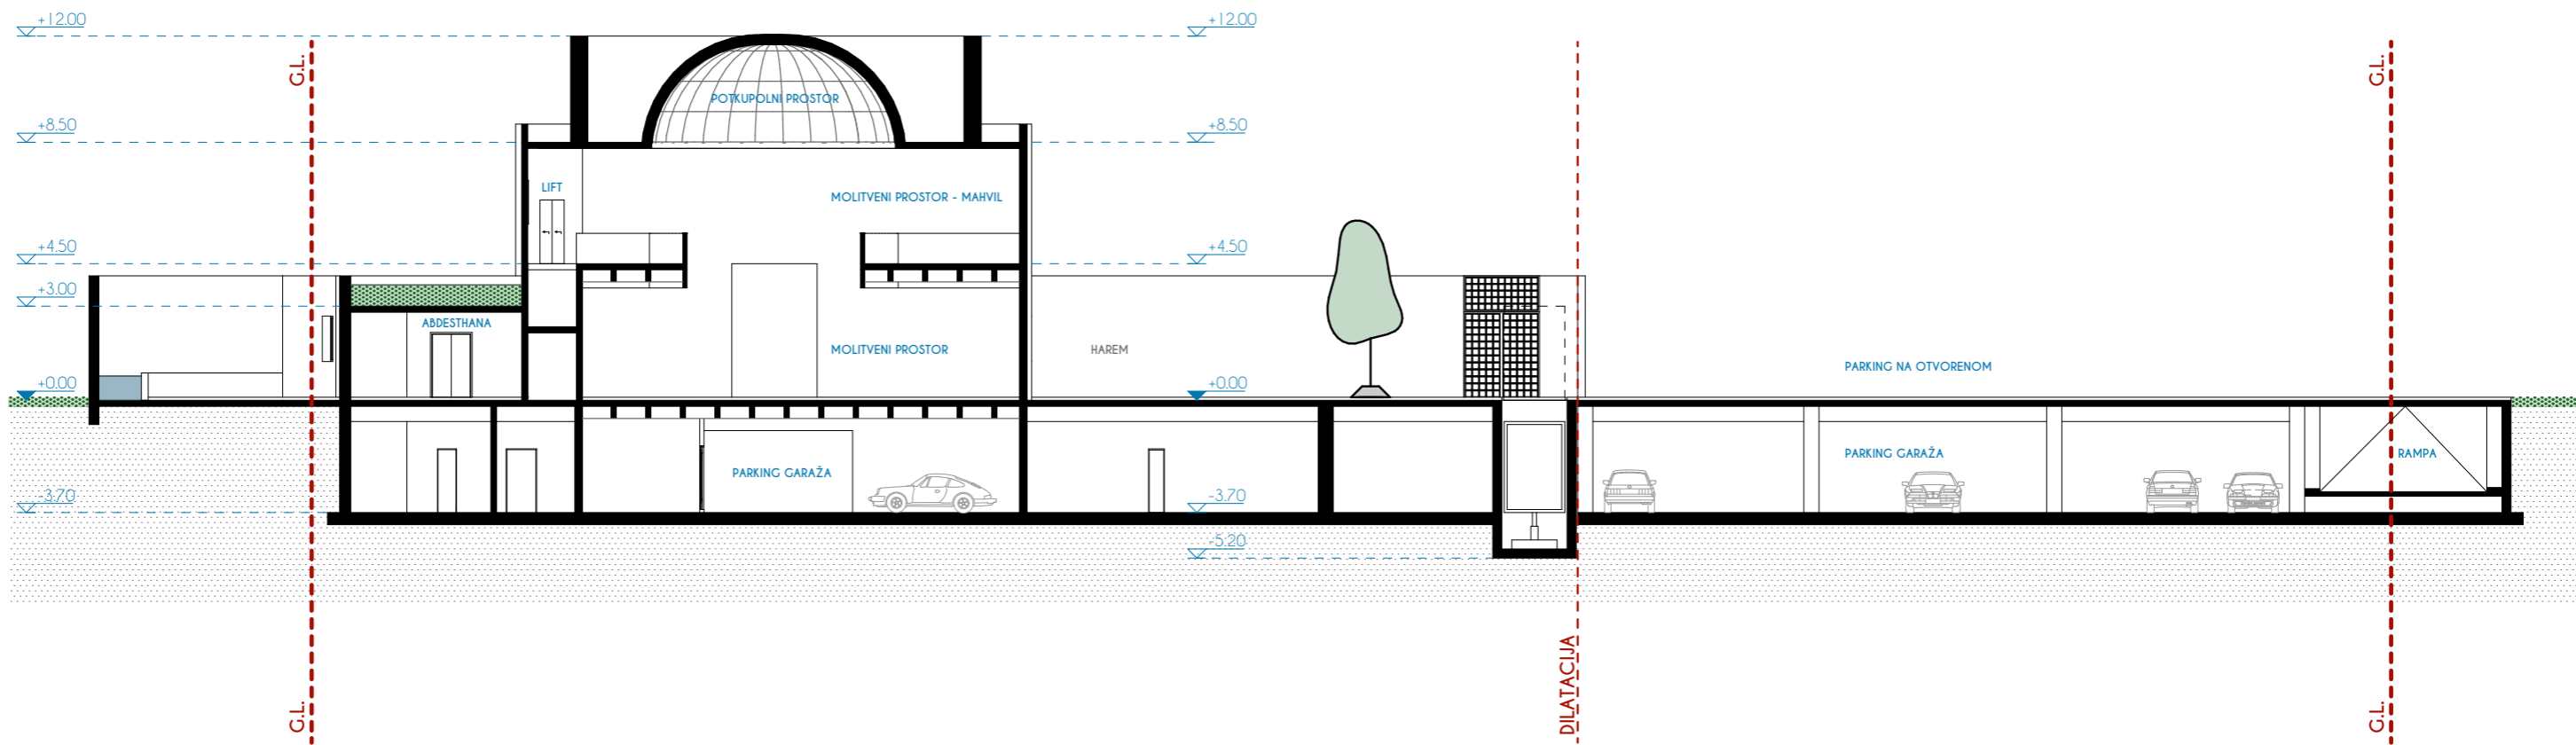 +12.00
+12.00
G.L.
G.L.
POTKUPOLNI PROSTOR
+8.50
+8.50
LIFT
MOLITVENI PROSTOR - MAHVIL
+4.50
+4.50
+3.00
ABDESTHANA
MOLITVENI PROSTOR
HAREM
PARKING NA OTVORENOM
+0.00
+0.00
PARKING GARAŽA
PARKING GARAŽA
RAMPA
-3.70
-3.70
-5.20
DILATACIJA
G.L.
G.L.